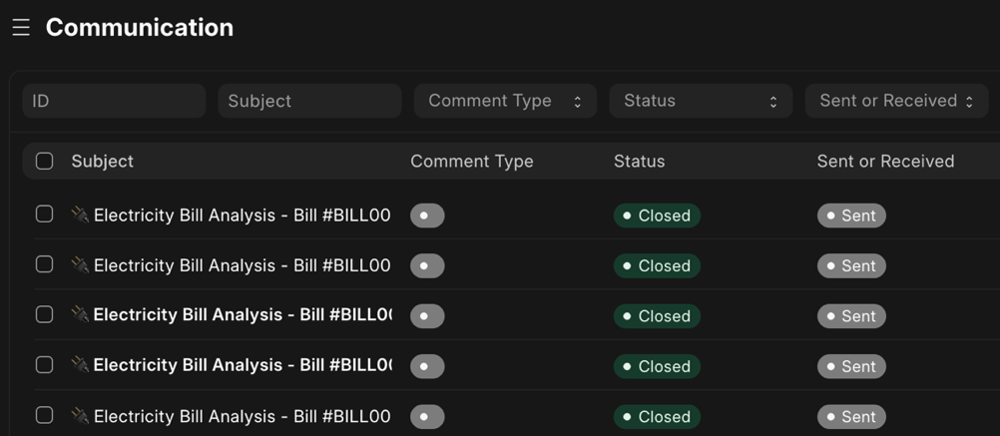 Communication
ID Subject Comment Type Status Sent or Received
Subject Comment Type Status Sent or Received
Electricity Bill Analysis - Bill #BILL00 Closed Sent
Electricity Bill Analysis - Bill #BILL00 Closed Sent
Electricity Bill Analysis - Bill #BILL0 Closed Sent
Electricity Bill Analysis - Bill #BILL0 Closed Sent
Electricity Bill Analysis - Bill #BILL00 Closed Sent